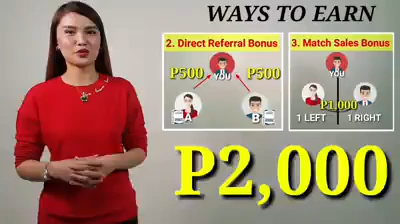 WAYS TO EARN
2. Direct Referral Bonus
P500
P500
YOU
A
B
3. Match Sales Bonus
YOU
P1,000
1 LEFT
1 RIGHT
P2,000